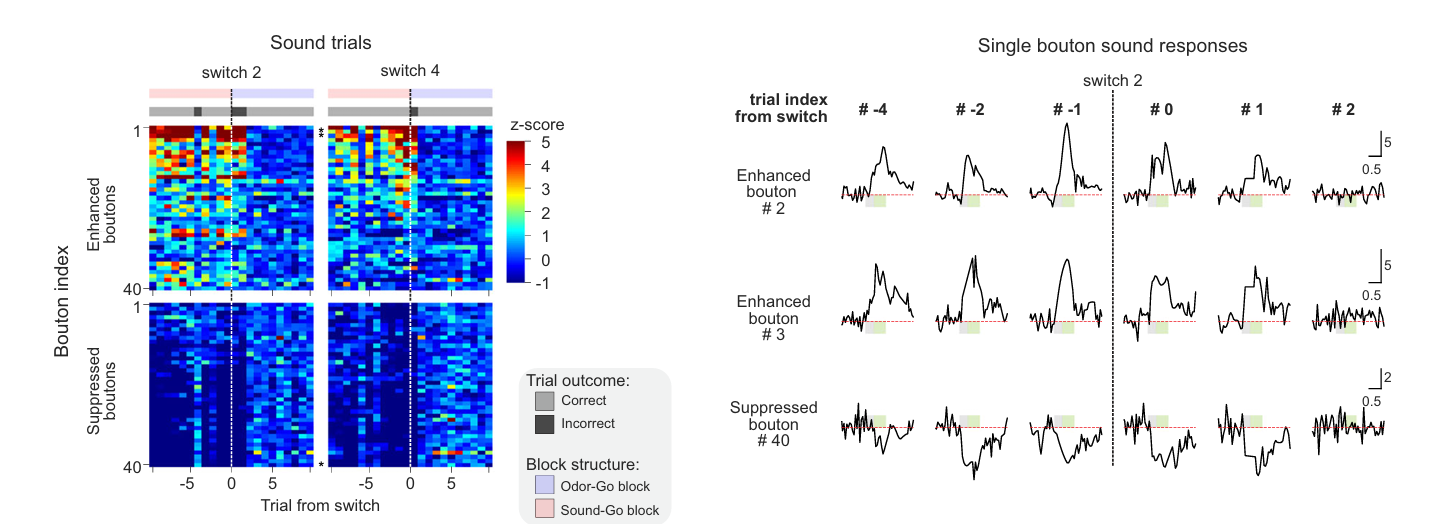 Sound trials
switch 2
switch 4
1
Enhanced
boutons
40
1
Suppressed
boutons
40
Bouton index
*
*
*
-5
0
5
-5
0
5
Trial from switch
z-score
5
4
3
2
1
0
-1
Trial outcome:
Correct
Incorrect
Block structure:
Odor-Go block
Sound-Go block
Single bouton sound responses
switch 2
trial index
from switch
# -4
# -2
# -1
# 0
# 1
# 2
Enhanced
bouton
# 2
5
0.5
Enhanced
bouton
# 3
5
0.5
Suppressed
bouton
# 40
2
0.5